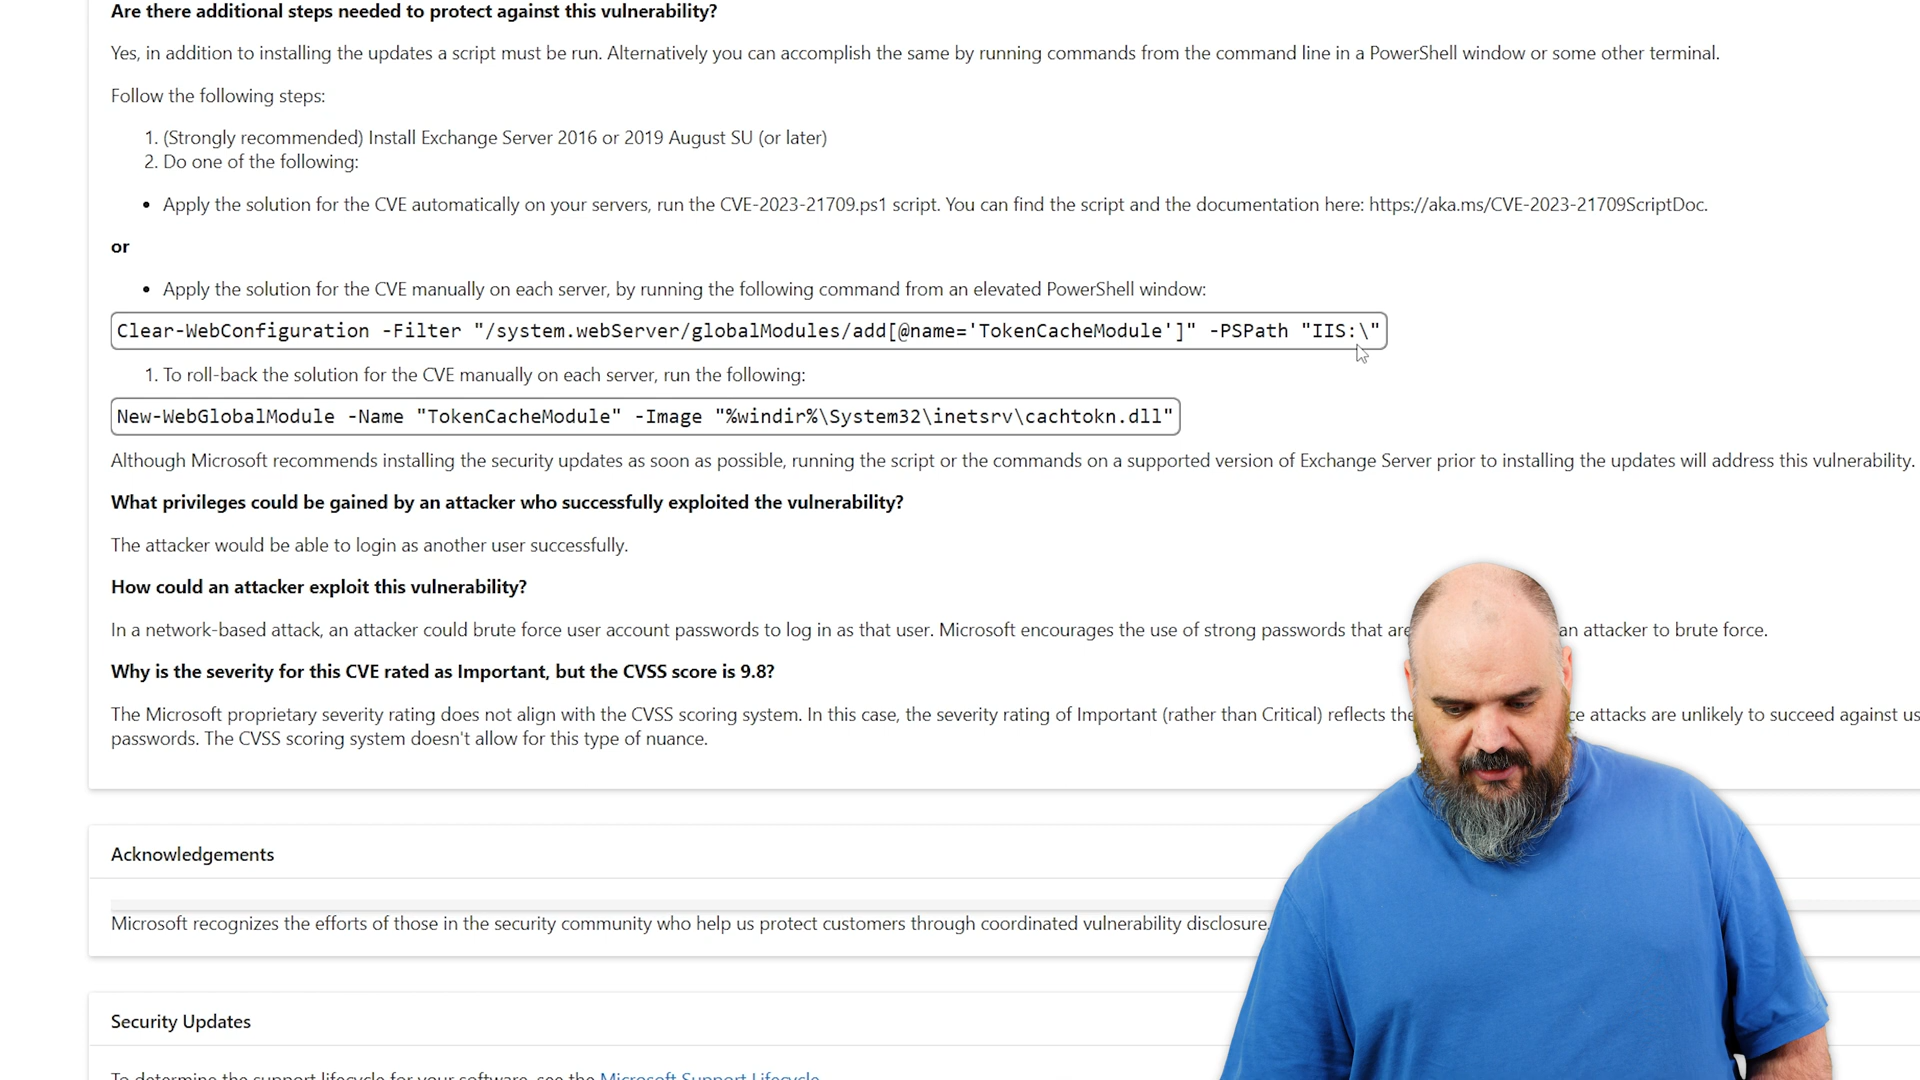 Are there additional steps needed to protect against this vulnerability?
Yes, in addition to installing the updates a script must be run. Alternatively you can accomplish the same by running commands from the command line in a PowerShell window or some other terminal.
Follow the following steps:
1. (Strongly recommended) Install Exchange Server 2016 or 2019 August SU (or later)
2. Do one of the following:
• Apply the solution for the CVE automatically on your servers, run the CVE-2023-21709.ps1 script. You can find the script and the documentation here: https://aka.ms/CVE-2023-21709ScriptDoc.
or
• Apply the solution for the CVE manually on each server, by running the following command from an elevated PowerShell window:
Clear-WebConfiguration -Filter "/system.webServer/globalModules/add[@name='TokenCacheModule']" -PSPath "IIS:\"
1. To roll-back the solution for the CVE manually on each server, run the following:
New-WebGlobalModule -Name "TokenCacheModule" -Image "%windir%\System32\inetsrv\cachtokn.dll"
Although Microsoft recommends installing the security updates as soon as possible, running the script or the commands on a supported version of Exchange Server prior to installing the updates will address this vulnerability.
What privileges could be gained by an attacker who successfully exploited the vulnerability?
The attacker would be able to login as another user successfully.
How could an attacker exploit this vulnerability?
In a network-based attack, an attacker could brute force user account passwords to log in as that user. Microsoft encourages the use of strong passwords that are an attacker to brute force.
Why is the severity for this CVE rated as Important, but the CVSS score is 9.8?
The Microsoft proprietary severity rating does not align with the CVSS scoring system. In this case, the severity rating of Important (rather than Critical) reflects the attacks are unlikely to succeed against
passwords. The CVSS scoring system doesn't allow for this type of nuance.
Acknowledgements
Microsoft recognizes the efforts of those in the security community who help us protect customers through coordinated vulnerability disclosure.
Security Updates
To determine the support lifecycle for your software, see the Microsoft Support Lifecycle